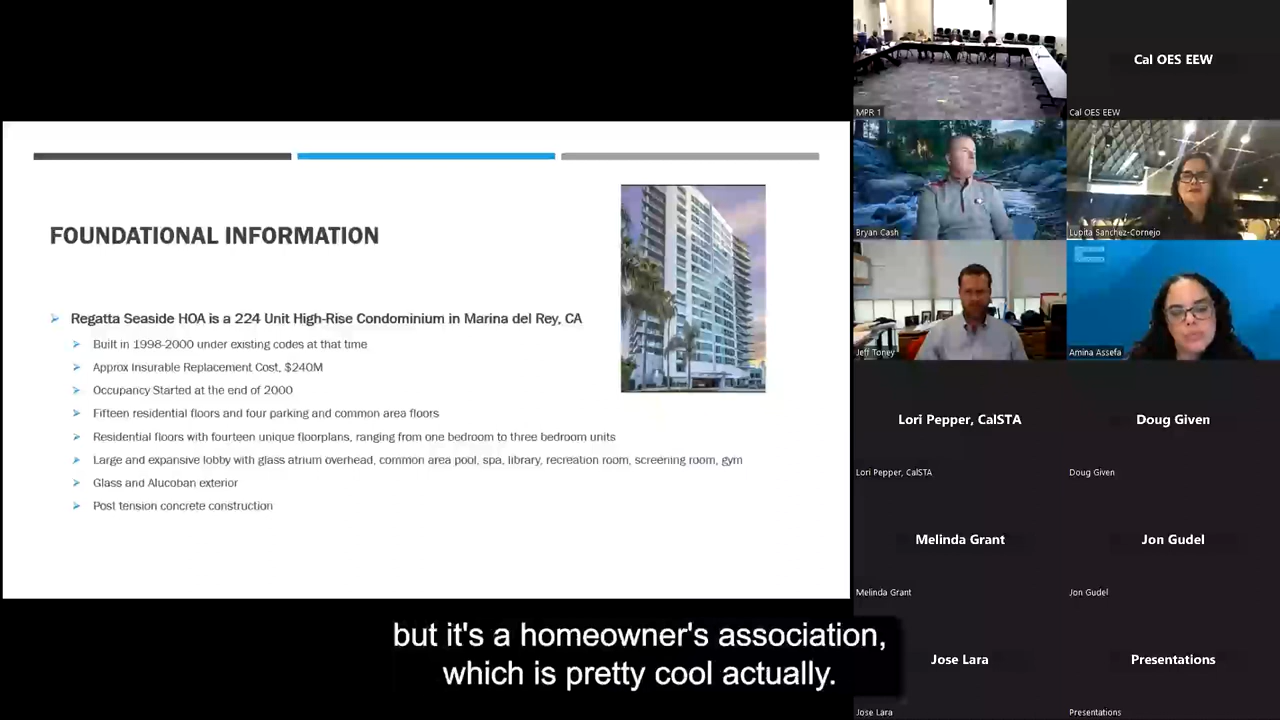 FOUNDATIONAL INFORMATION
Regatta Seaside HOA is a 224 Unit High-Rise Condominium in Marina del Rey, CA
Built in 1998-2000 under existing codes at that time
Approx Insurable Replacement Cost, $240M
Occupancy Started at the end of 2000
Fifteen residential floors and four parking and common area floors
Residential floors with fourteen unique floorplans, ranging from one bedroom to three bedroom units
Large and expansive lobby with glass atrium overhead, common area pool, spa, library, recreation room, screening room, gym
Glass and Alucoban exterior
Post tension concrete construction
MPR 1
Cal OES EEW
Cal OES EEW
Bryan Cash
Lupita Sanchez-Cornejo
Jeff Toney
Amina Assefa
Lori Pepper, CalSTA
Doug Given
Lori Pepper, CalSTA
Doug Given
Melinda Grant
Jon Gudel
Melinda Grant
Jon Gudel
Jose Lara
Presentations
Jose Lara
Presentations
but it's a homeowner's association,
which is pretty cool actually.